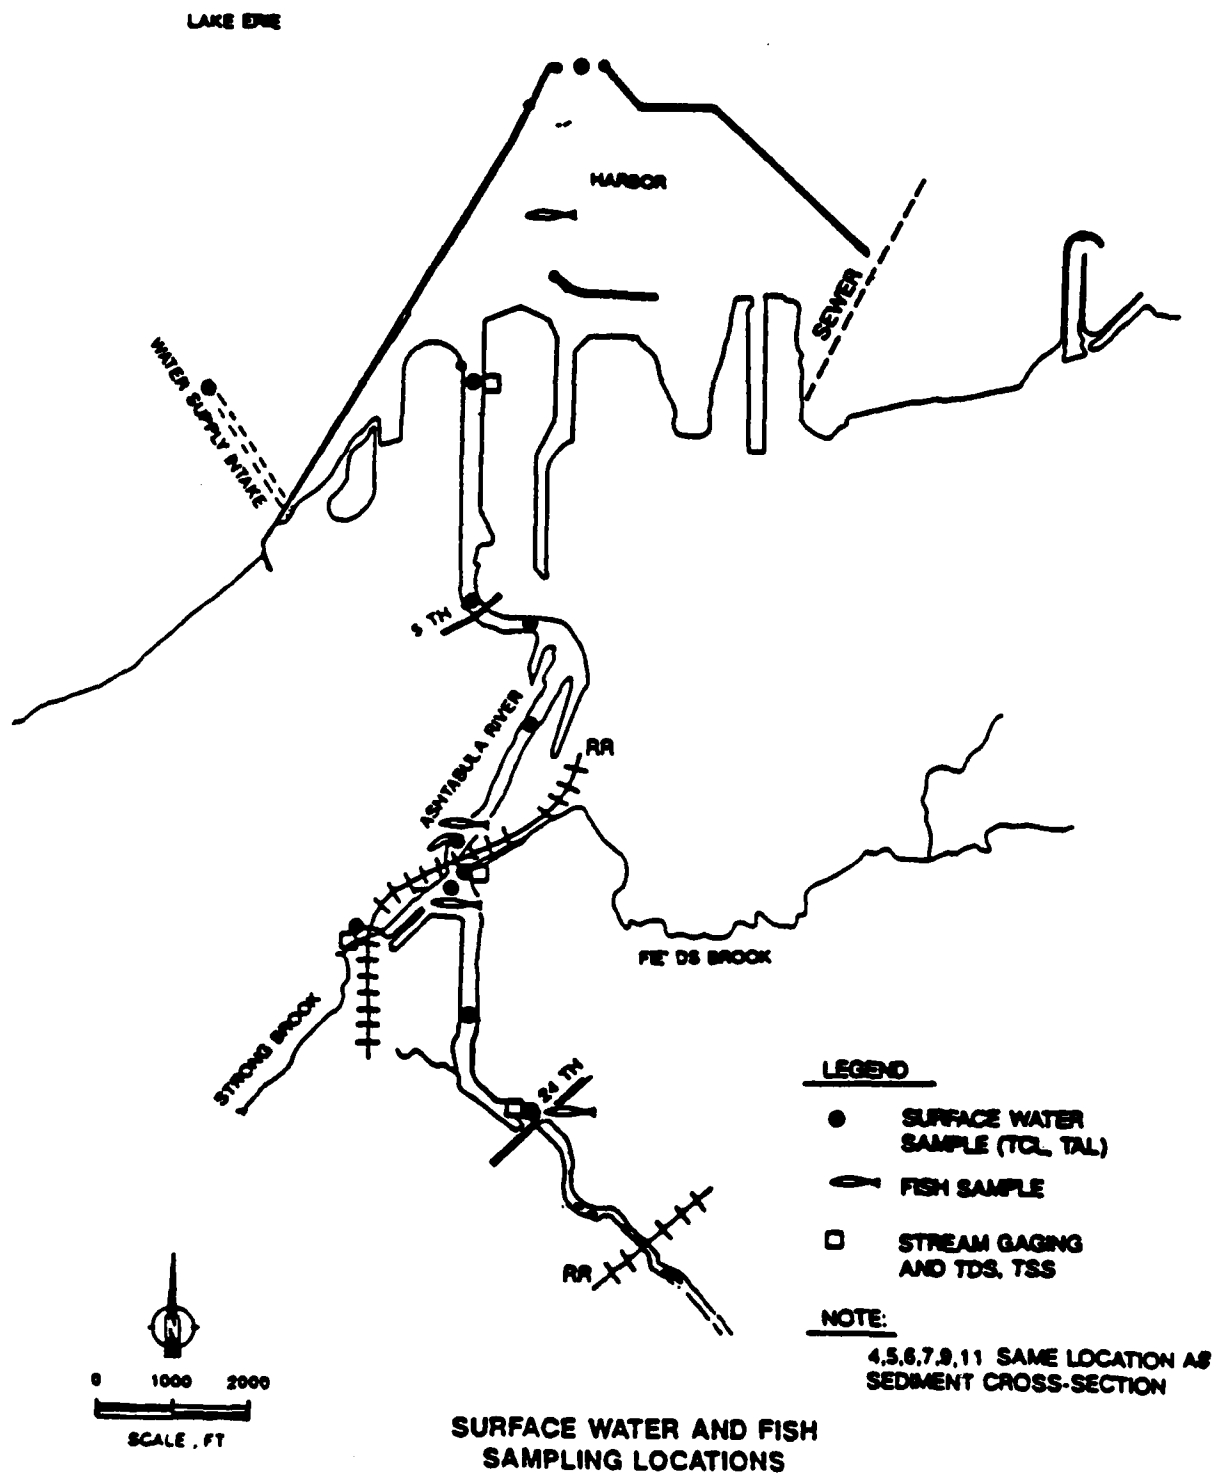 LAKE ERIE
HARBOR
SEWER
WATER SUPPLY INTAKE
5 TH
ASHTABULA RIVER
RR
FIE DS BROOK
STRONG BROOK
24 TH
RR
LEGEND
SURFACE WATER
SAMPLE (TCL, TAL)
FISH SAMPLE
STREAM GAGING
AND TDS, TSS
NOTE:
4,5,6,7,9,11 SAME LOCATION AS
SEDIMENT CROSS-SECTION
N
0 1000 2000
SCALE, FT
SURFACE WATER AND FISH
SAMPLING LOCATIONS